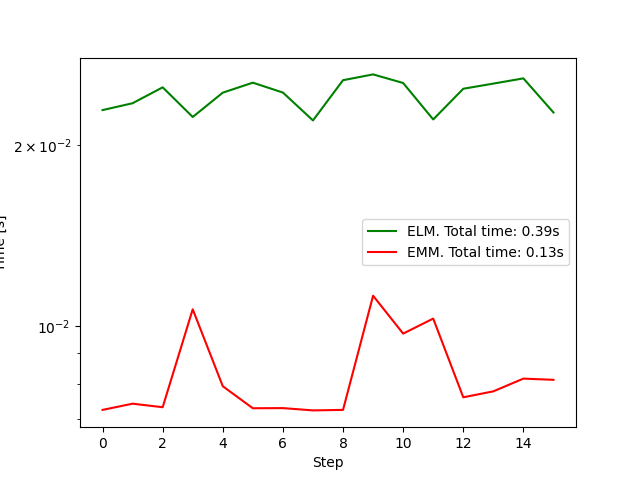 2 × 10⁻²
10⁻²
[s]
ELM. Total time: 0.39s
EMM. Total time: 0.13s
0 2 4 6 8 10 12 14
Step